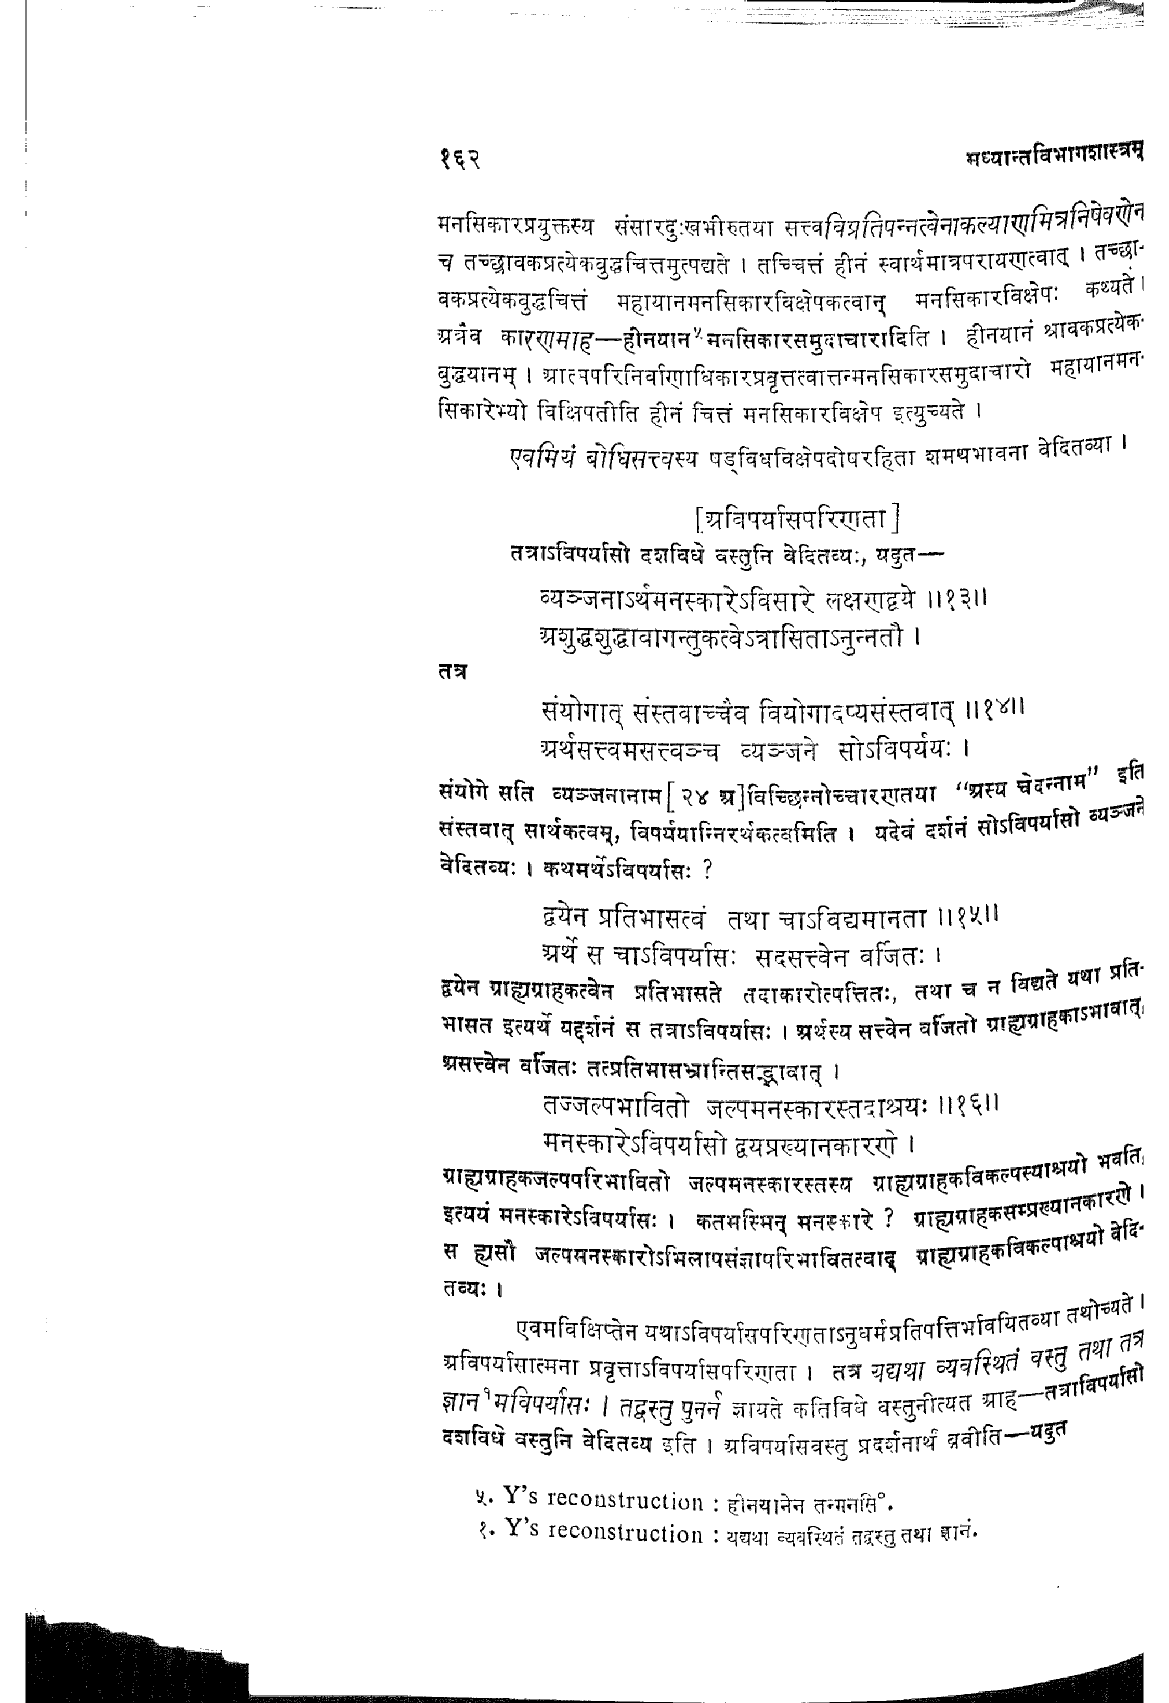 १६२ मध्यान्तविभागशास्त्रम्
मनसिकारप्रयुक्तस्य संसारदुःखभीरुतया सत्त्वविप्रतिपन्नत्वेनाकल्याणमित्रनिषेवणेन
च तच्छ्रावकप्रत्येकबुद्धचित्तमुत्पद्यते । तच्चित्तं हीनं स्वार्थमात्रपरायणत्वात् । तच्छ्रा-
वकप्रत्येकबुद्धचित्तं महायानमनसिकारविक्षेपकत्वान् मनसिकारविक्षेपः कथ्यते ।
अत्रैव कारणमाह—हीनयान५मनसिकारसमुदाचारादिति । हीनयानं श्रावकप्रत्येक-
बुद्धयानम् । आत्मपरिनिर्वाणाधिकारप्रवृत्तत्वात्तन्मनसिकारसमुदाचारो महायानमन-
सिकारेभ्यो विक्षिपतीति हीनं चित्तं मनसिकारविक्षेप इत्युच्यते ।
एवमियं बोधिसत्त्वस्य षड्विधविक्षेपदोषरहिता शमथभावना वेदितव्या ।
[अविपर्यासपरिणता]
तत्राऽविपर्यासो दशविधे वस्तुनि वेदितव्यः, यदुत—
व्यञ्जनाऽर्थमनस्कारेऽविसारे लक्षणद्वये ॥१३॥
अशुद्धशुद्धावागन्तुकत्वेऽत्रासिताऽनुन्नतौ ।
तत्र
संयोगात् संस्तवाच्चैव वियोगादप्यसंस्तवात् ॥१४॥
अर्थसत्त्वमसत्त्वञ्च व्यञ्जने सोऽविपर्ययः ।
संयोगे सति व्यञ्जनानाम[२४ अ]विच्छिन्नोच्चारणतया “अस्य चेदन्नाम” इति
संस्तवात् सार्थकत्वम्, विपर्ययान्निरर्थकत्वमिति । यदेवं दर्शनं सोऽविपर्यासो व्यञ्जने
वेदितव्यः । कथमर्थेऽविपर्यासः ?
द्वयेन प्रतिभासत्वं तथा चाऽविद्यमानता ॥१५॥
अर्थे स चाऽविपर्यासः सदसत्त्वेन वर्जितः ।
द्वयेन ग्राह्यग्राहकत्वेन प्रतिभासते तदाकारोत्पत्तितः, तथा च न विद्यते यथा प्रति-
भासत इत्यर्थे यद्दर्शनं स तत्राऽविपर्यासः । अर्थस्य सत्त्वेन वर्जितो ग्राह्यग्राहकाऽभावात्,
असत्त्वेन वर्जितः तत्प्रतिभासभ्रान्तिसद्भावात् ।
तज्जल्पभावितो जल्पमनस्कारस्तदाश्रयः ॥१६॥
मनस्कारेऽविपर्यासो द्वयप्रख्यानकारणे ।
ग्राह्यग्राहकजल्पपरिभावितो जल्पमनस्कारस्तस्य ग्राह्यग्राहकविकल्पस्याश्रयो भवति,
इत्ययं मनस्कारेऽविपर्यासः । कतमस्मिन् मनस्कारे ? ग्राह्यग्राहकसम्प्रख्यानकारणे ।
स ह्यसौ जल्पमनस्कारोऽभिलापसंज्ञापरिभावितत्वाद् ग्राह्यग्राहकविकल्पाश्रयो वेदि-
तव्यः ।
एवमविक्षिप्तेन यथाऽविपर्यासपरिणताऽनुधर्मप्रतिपत्तिर्भावयितव्या तथोच्यते ।
अविपर्यासात्मना प्रवृत्ताऽविपर्यासपरिणता । तत्र यद्यथा व्यवस्थितं वस्तु तथा तत्र
ज्ञान१मविपर्यासः । तद्वस्तु पुनर्न ज्ञायते कतिविधे वस्तुनीत्यत आह—तत्राविपर्यासो
दशविधे वस्तुनि वेदितव्य इति । अविपर्यासवस्तु प्रदर्शनार्थं ब्रवीति—यदुत
५. Y’s reconstruction : हीनयानेन तन्मनसि°.
१. Y’s reconstruction : यद्यथा व्यवस्थितं तद्वस्तु तथा ज्ञानं.